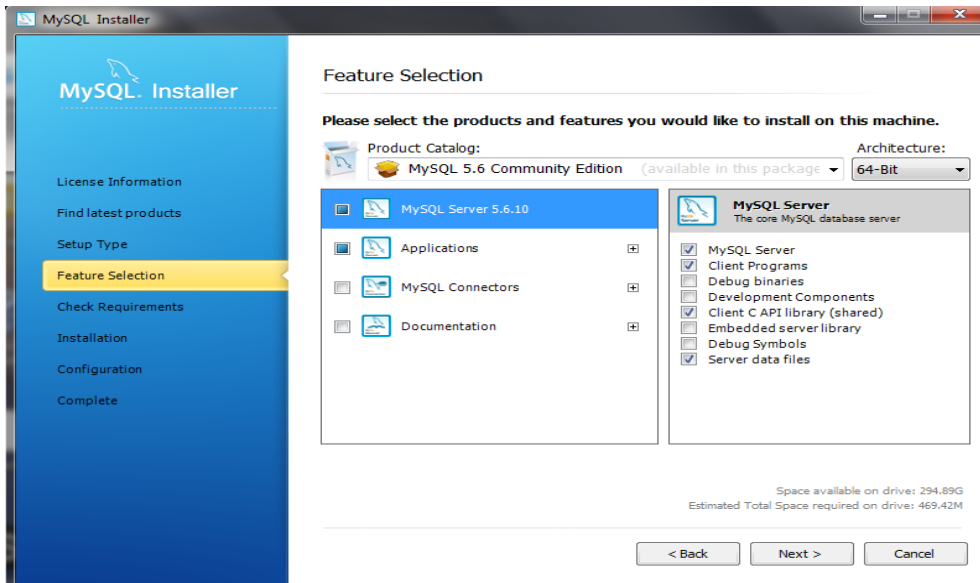 MySQL Installer
MySQL. Installer
License Information
Find latest products
Setup Type
Feature Selection
Check Requirements
Installation
Configuration
Complete
Feature Selection
Please select the products and features you would like to install on this machine.
Product Catalog:
MySQL 5.6 Community Edition (available in this package
Architecture:
64-Bit
MySQL Server 5.6.10
Applications
MySQL Connectors
Documentation
MySQL Server
The core MySQL database server
MySQL Server
Client Programs
Debug binaries
Development Components
Client C API library (shared)
Embedded server library
Debug Symbols
Server data files
Space available on drive: 294.89G
Estimated Total Space required on drive: 469.42M
< Back
Next >
Cancel